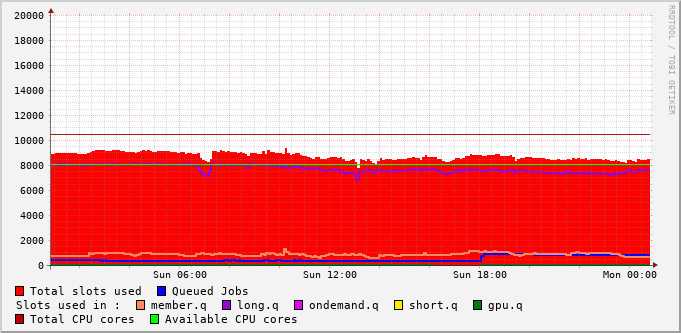 RRDTOOL / TOBI OETIKER
20000
18000
16000
14000
12000
10000
8000
6000
4000
2000
0
Sun 06:00 Sun 12:00 Sun 18:00 Mon 00:00
Total slots used Queued Jobs
Slots used in : member.q long.q ondemand.q short.q gpu.q
Total CPU cores Available CPU cores